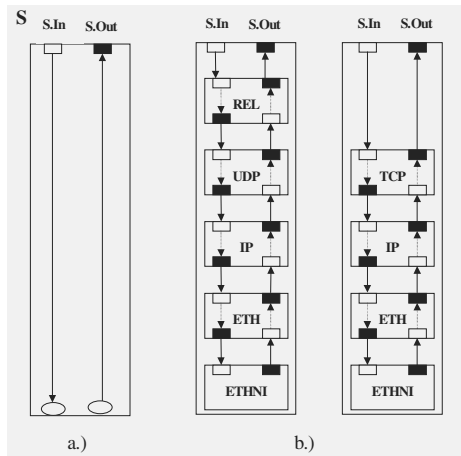 S
S.In S.Out
S.In S.Out
S.In S.Out
REL
UDP
TCP
IP
IP
ETH
ETH
ETHNI
ETHNI
a.)
b.)